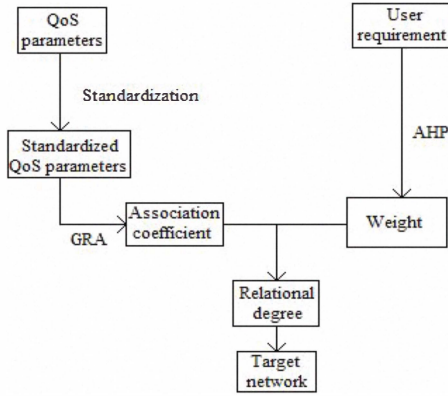 QoS
parameters
User
requirement
Standardization
AHP
Standardized
QoS parameters
Association
coefficient
Weight
GRA
Relational
degree
Target
network